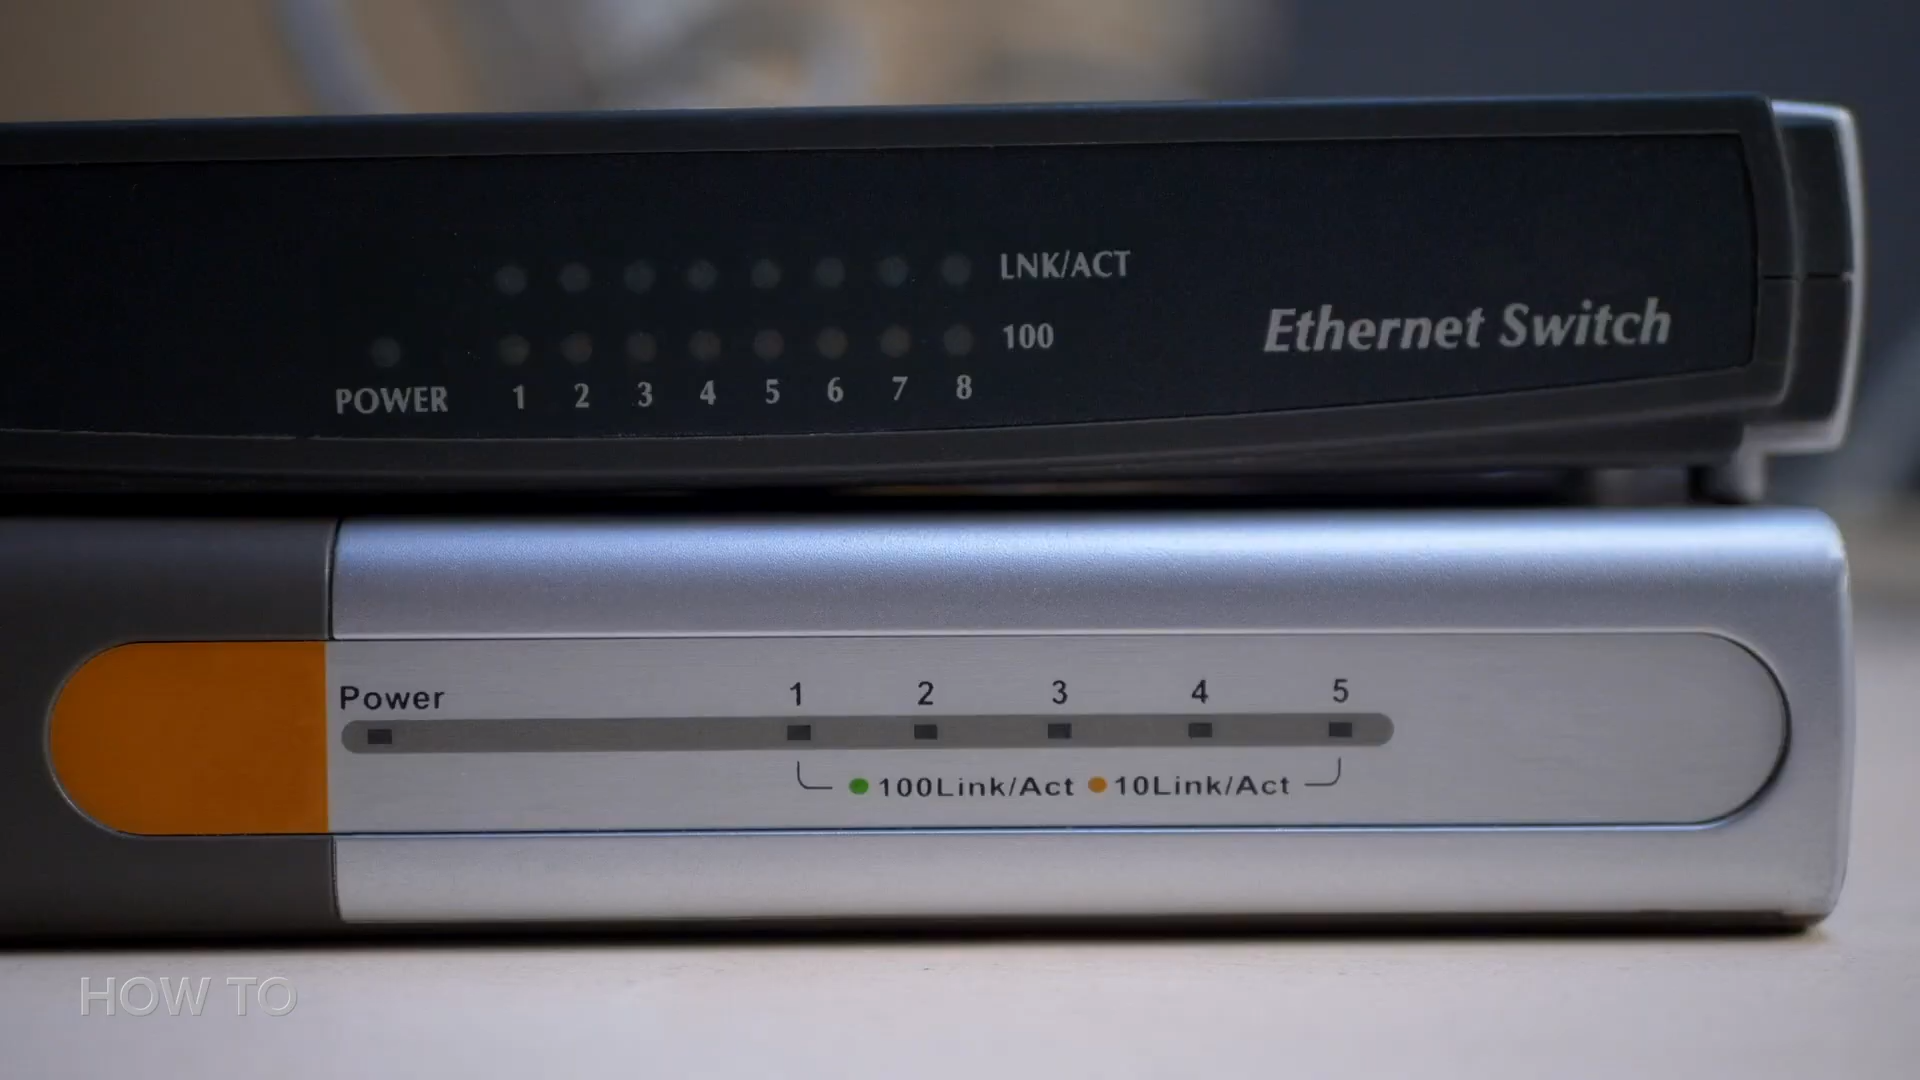 LNK/ACT
100
Ethernet Switch
POWER 1 2 3 4 5 6 7 8
Power 1 2 3 4 5
100Link/Act 10Link/Act
HOW TO